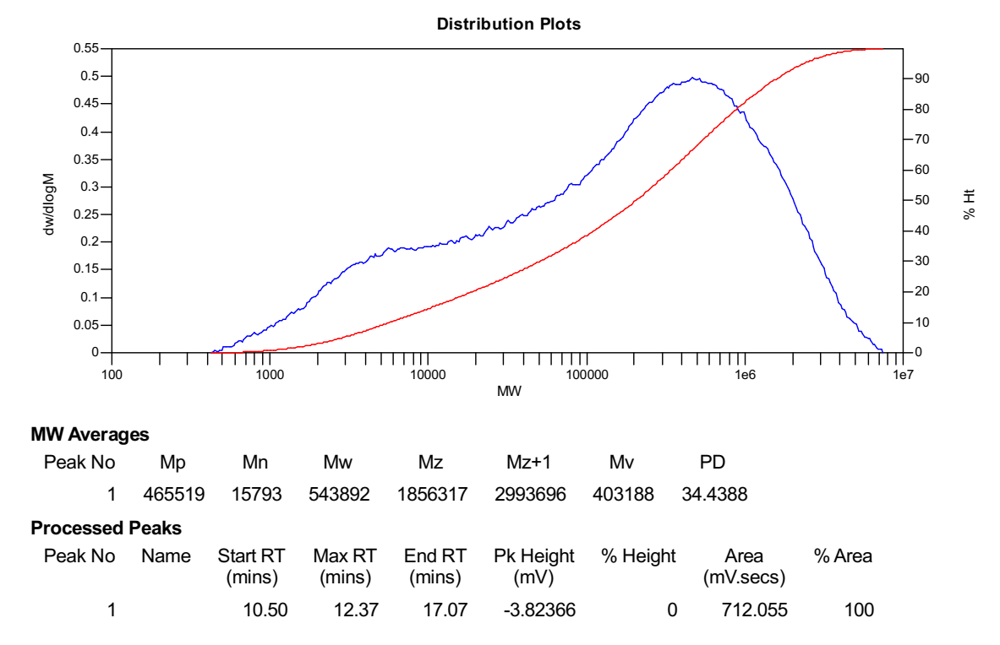 Distribution Plots
0.55
0.5
0.45
0.4
0.35
0.3
0.25
0.2
0.15
0.1
0.05
0
dw/dlogM
90
80
70
60
50
40
30
20
10
0
% Ht
100 1000 10000 100000 1e6 1e7
MW
MW Averages
Peak No Mp Mn Mw Mz Mz+1 Mv PD
1 465519 15793 543892 1856317 2993696 403188 34.4388
Processed Peaks
Peak No Name Start RT Max RT End RT Pk Height % Height Area % Area
(mins) (mins) (mins) (mV) (mV.secs)
1 10.50 12.37 17.07 -3.82366 0 712.055 100